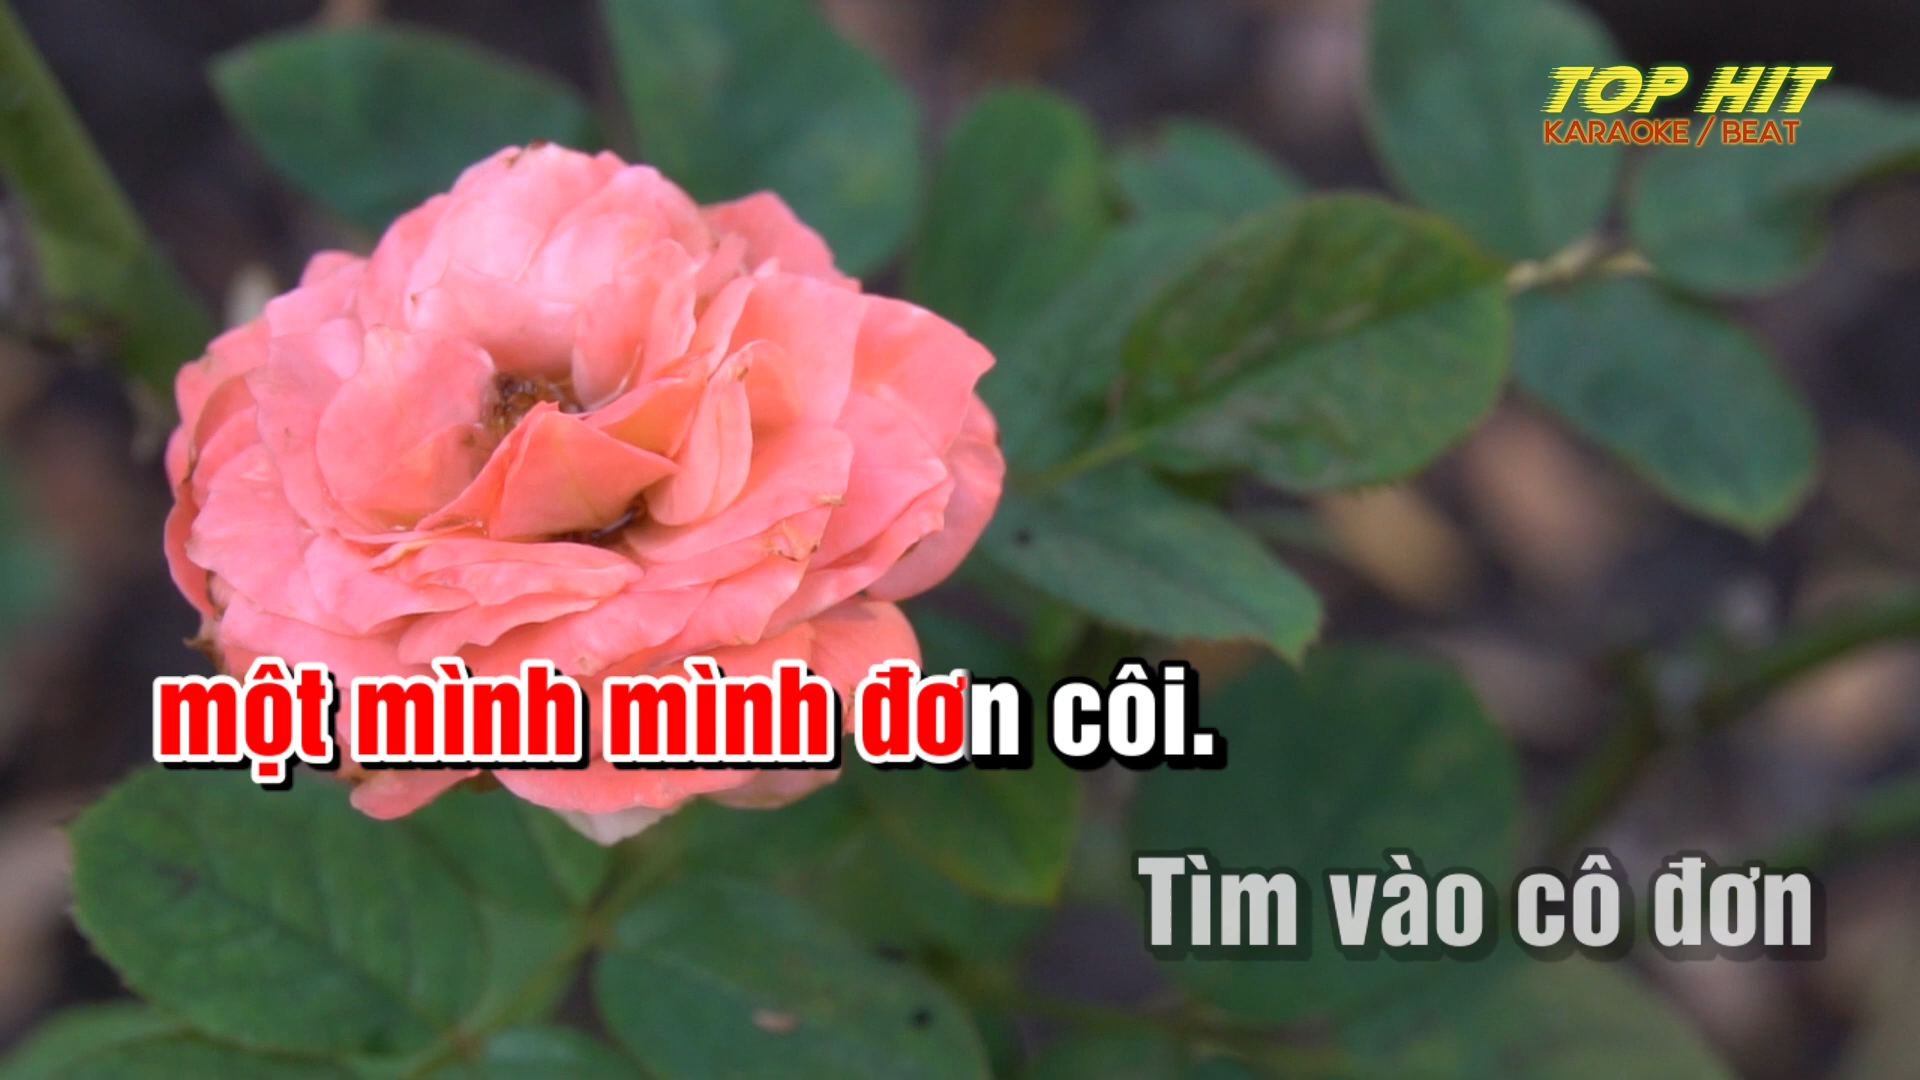 TOP HIT
KARAOKE / BEAT
một mình mình đơn côi.
Tìm vào cô đơn